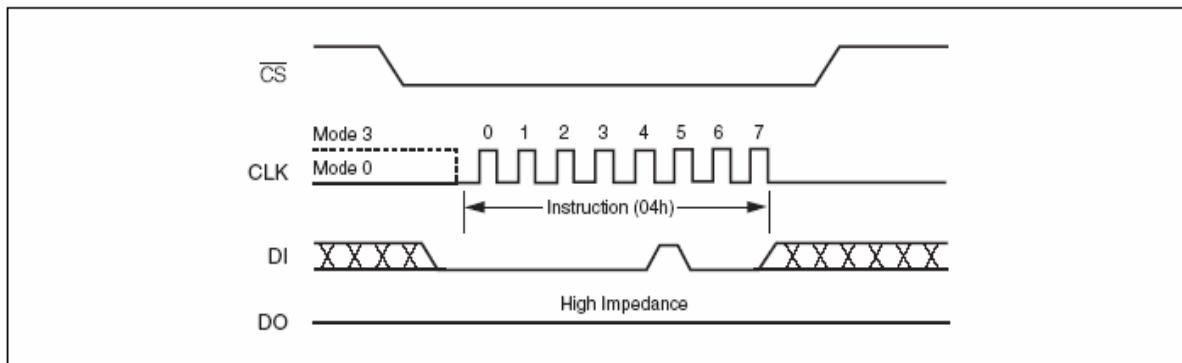 CS
Mode 3
0 1 2 3 4 5 6 7
CLK
Mode 0
Instruction (04h)
DI
High Impedance
DO